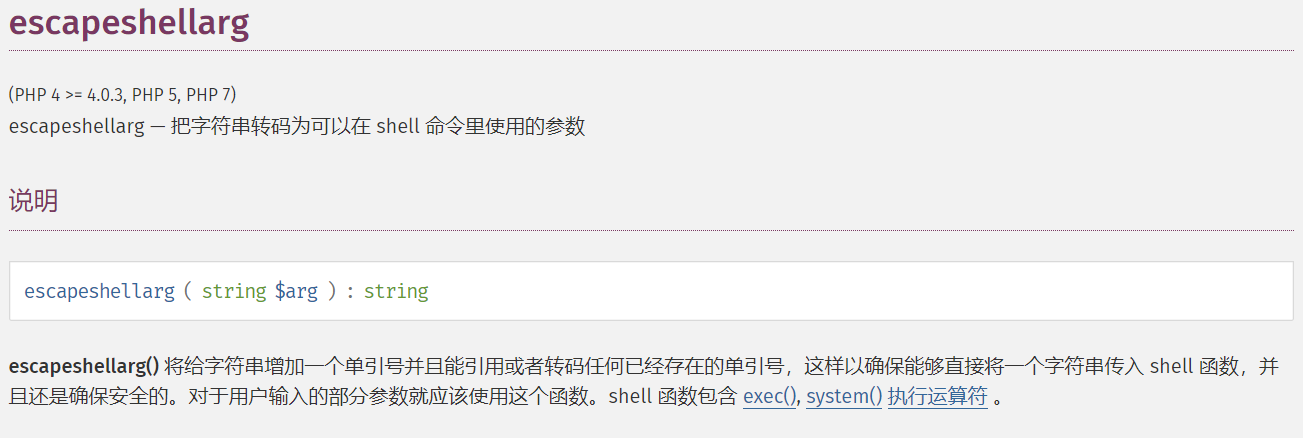 escapeshellarg
(PHP 4 >= 4.0.3, PHP 5, PHP 7)
escapeshellarg — 把字符串转码为可以在 shell 命令里使用的参数
说明
escapeshellarg ( string $arg ) : string
escapeshellarg() 将给字符串增加一个单引号并且能引用或者转码任何已经存在的单引号，这样以确保能够直接将一个字符串传入 shell 函数，并
且还是确保安全的。对于用户输入的部分参数就应该使用这个函数。shell 函数包含 exec(), system() 执行运算符 。